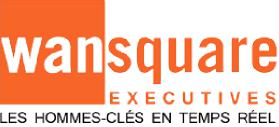 wansquare
EXECUTIVES
LES HOMMES-CLÉS EN TEMPS RÉEL